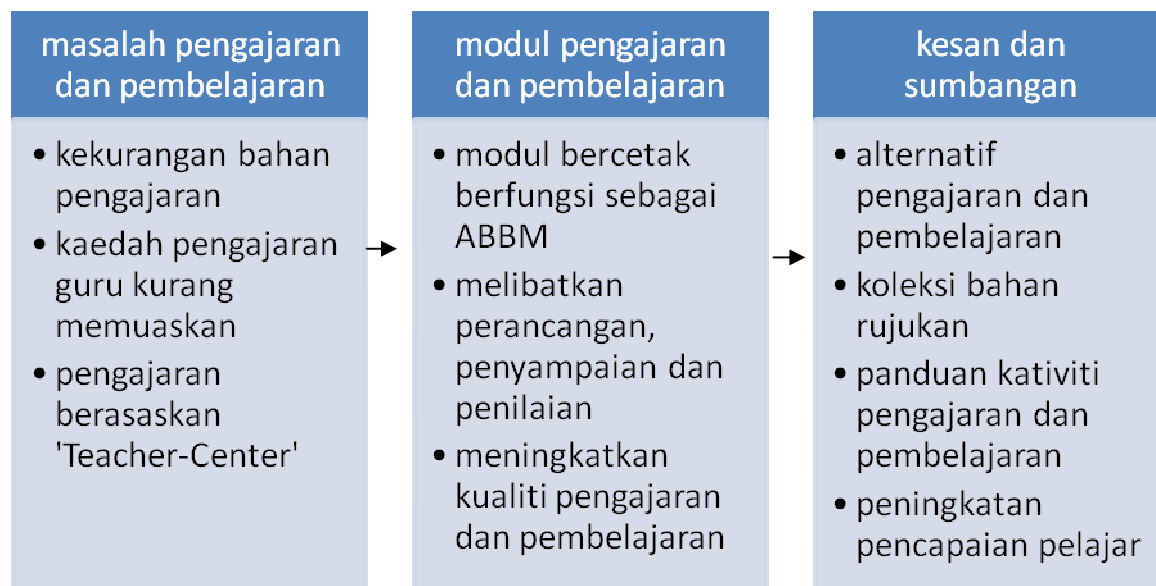 masalah pengajaran
dan pembelajaran
• kekurangan bahan
pengajaran
• kaedah pengajaran
guru kurang
memuaskan
• pengajaran
berasaskan
'Teacher-Center'
modul pengajaran
dan pembelajaran
• modul bercetak
berfungsi sebagai
ABBM
• melibatkan
perancangan,
penyampaian dan
penilaian
• meningkatkan
kualiti pengajaran
dan pembelajaran
kesan dan
sumbangan
• alternatif
pengajaran dan
pembelajaran
• koleksi bahan
rujukan
• panduan kativiti
pengajaran dan
pembelajaran
• peningkatan
pencapaian pelajar